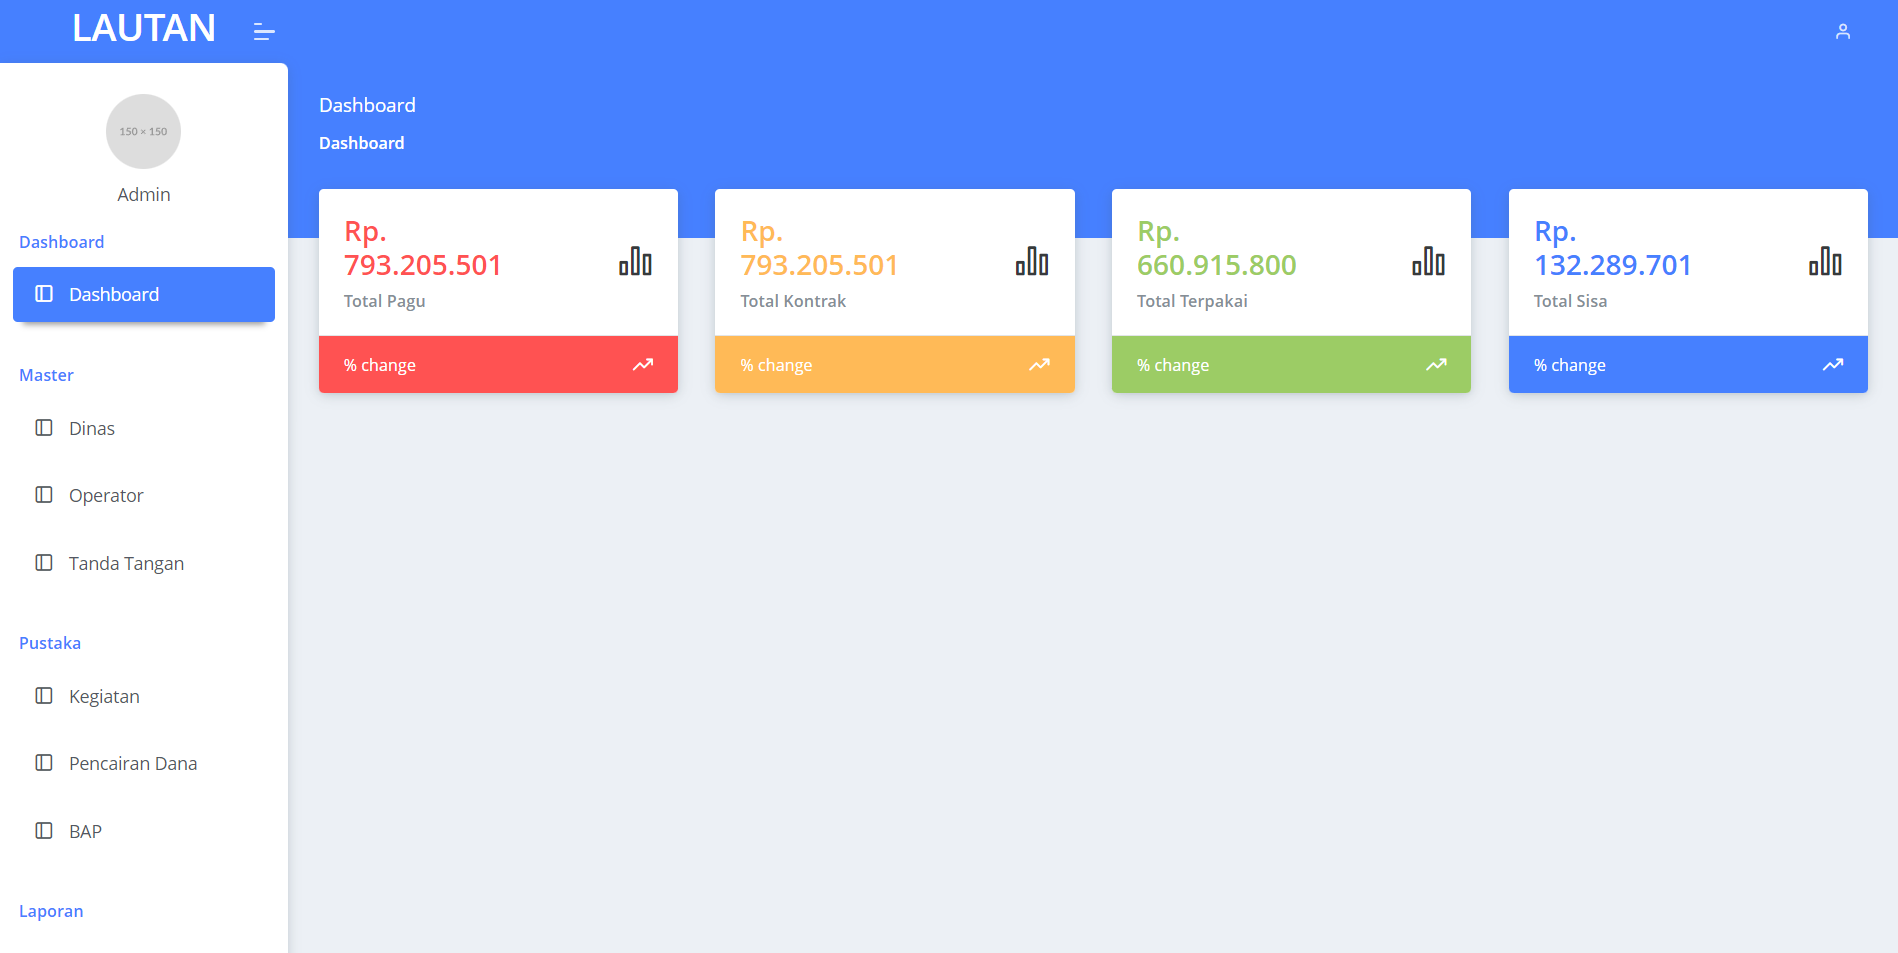 LAUTAN
150 × 150
Admin
Dashboard
Dashboard
Master
Dinas
Operator
Tanda Tangan
Pustaka
Kegiatan
Pencairan Dana
BAP
Laporan
Dashboard
Dashboard
Rp.
793.205.501
Total Pagu
% change
Rp.
793.205.501
Total Kontrak
% change
Rp.
660.915.800
Total Terpakai
% change
Rp.
132.289.701
Total Sisa
% change